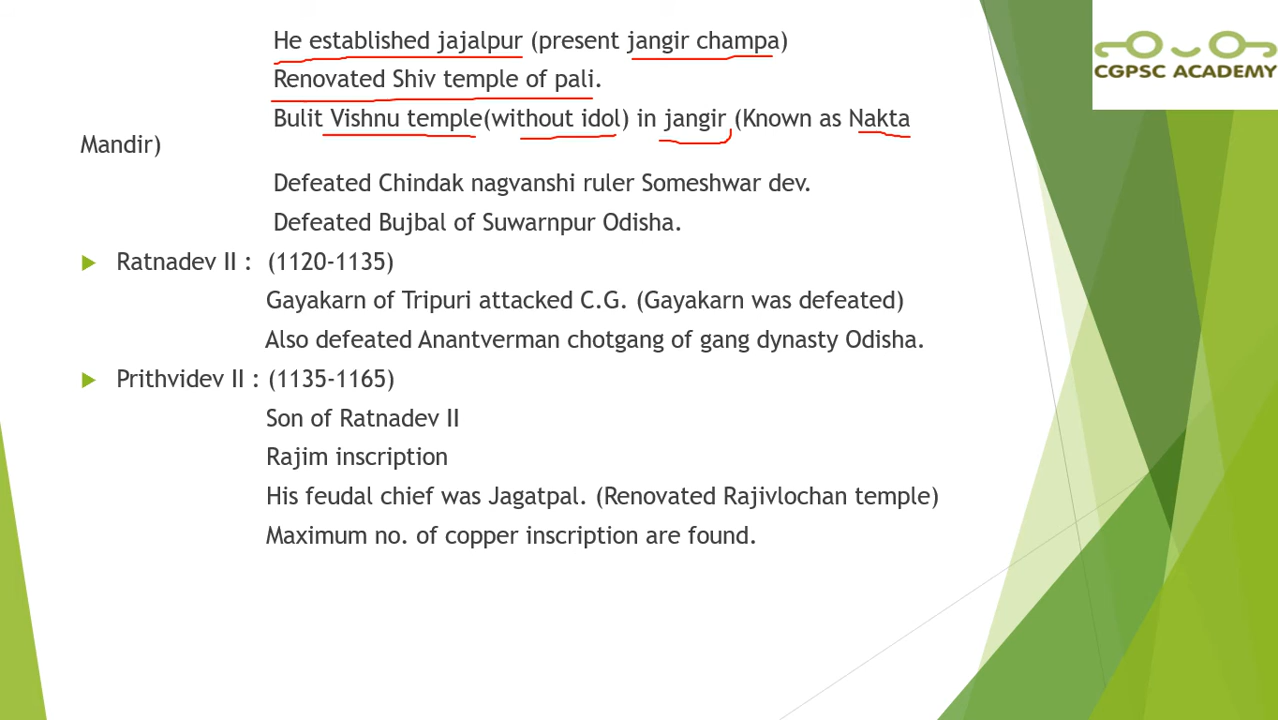 He established jajalpur (present jangir champa)
CGPSC ACADEMY
Renovated Shiv temple of pali.
Bulit Vishnu temple(without idol) in jangir (Known as Nakta
Mandir)
Defeated Chindak nagvanshi ruler Someshwar dev.
Defeated Bujbal of Suwarnpur Odisha.
Ratnadev II : (1120-1135)
Gayakarn of Tripuri attacked C.G. (Gayakarn was defeated)
Also defeated Anantverman chotgang of gang dynasty Odisha.
Prithvidev II : (1135-1165)
Son of Ratnadev II
Rajim inscription
His feudal chief was Jagatpal. (Renovated Rajivlochan temple)
Maximum no. of copper inscription are found.